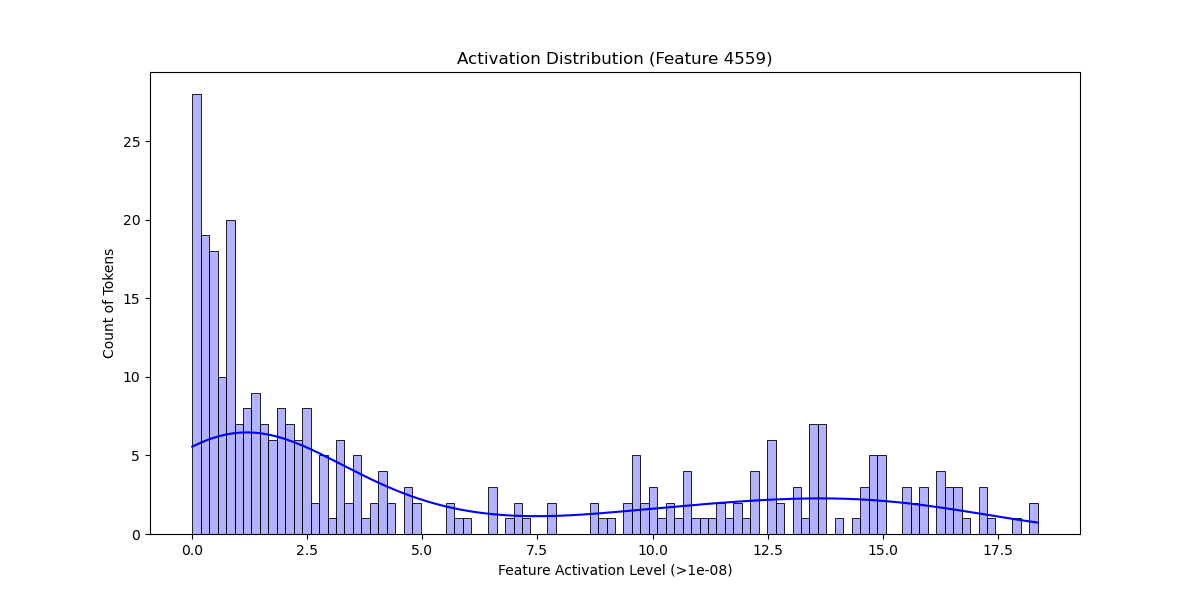 Activation Distribution (Feature 4559)
25
20
15
10
5
0
Count of Tokens
0.0 2.5 5.0 7.5 10.0 12.5 15.0 17.5
Feature Activation Level (>1e-08)